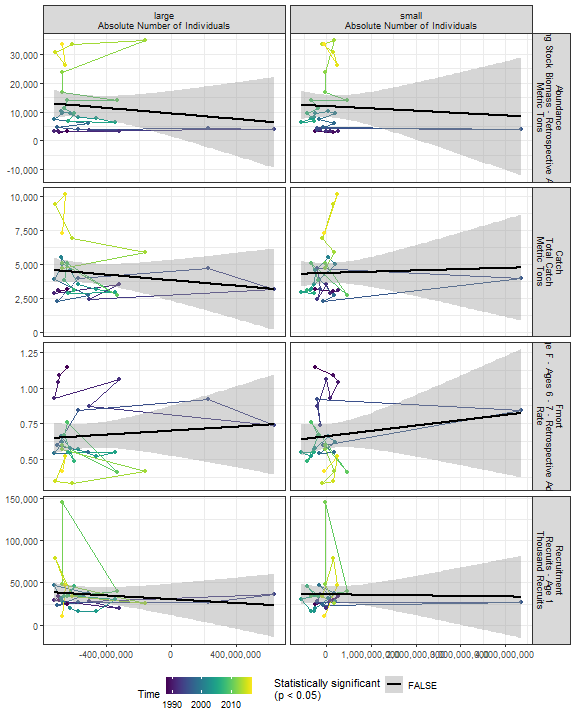 large
Absolute Number of Individuals
small
Absolute Number of Individuals
30,000
20,000
10,000
0
-10,000
Abundance
Stock Biomass - Retrospective
Metric Tons
10,000
7,500
5,000
2,500
0
Catch
Total Catch
Metric Tons
1.25
1.00
0.75
0.50
Fmort
F - Ages 6 - 7 - Retrospective
Rate
150,000
100,000
50,000
0
Recruitment
Recruits - Age 1
Thousand Recruits
-400,000,000
0
400,000,000
0
1,000,000,000
Time
1990
2000
2010
Statistically significant
(p < 0.05)
FALSE